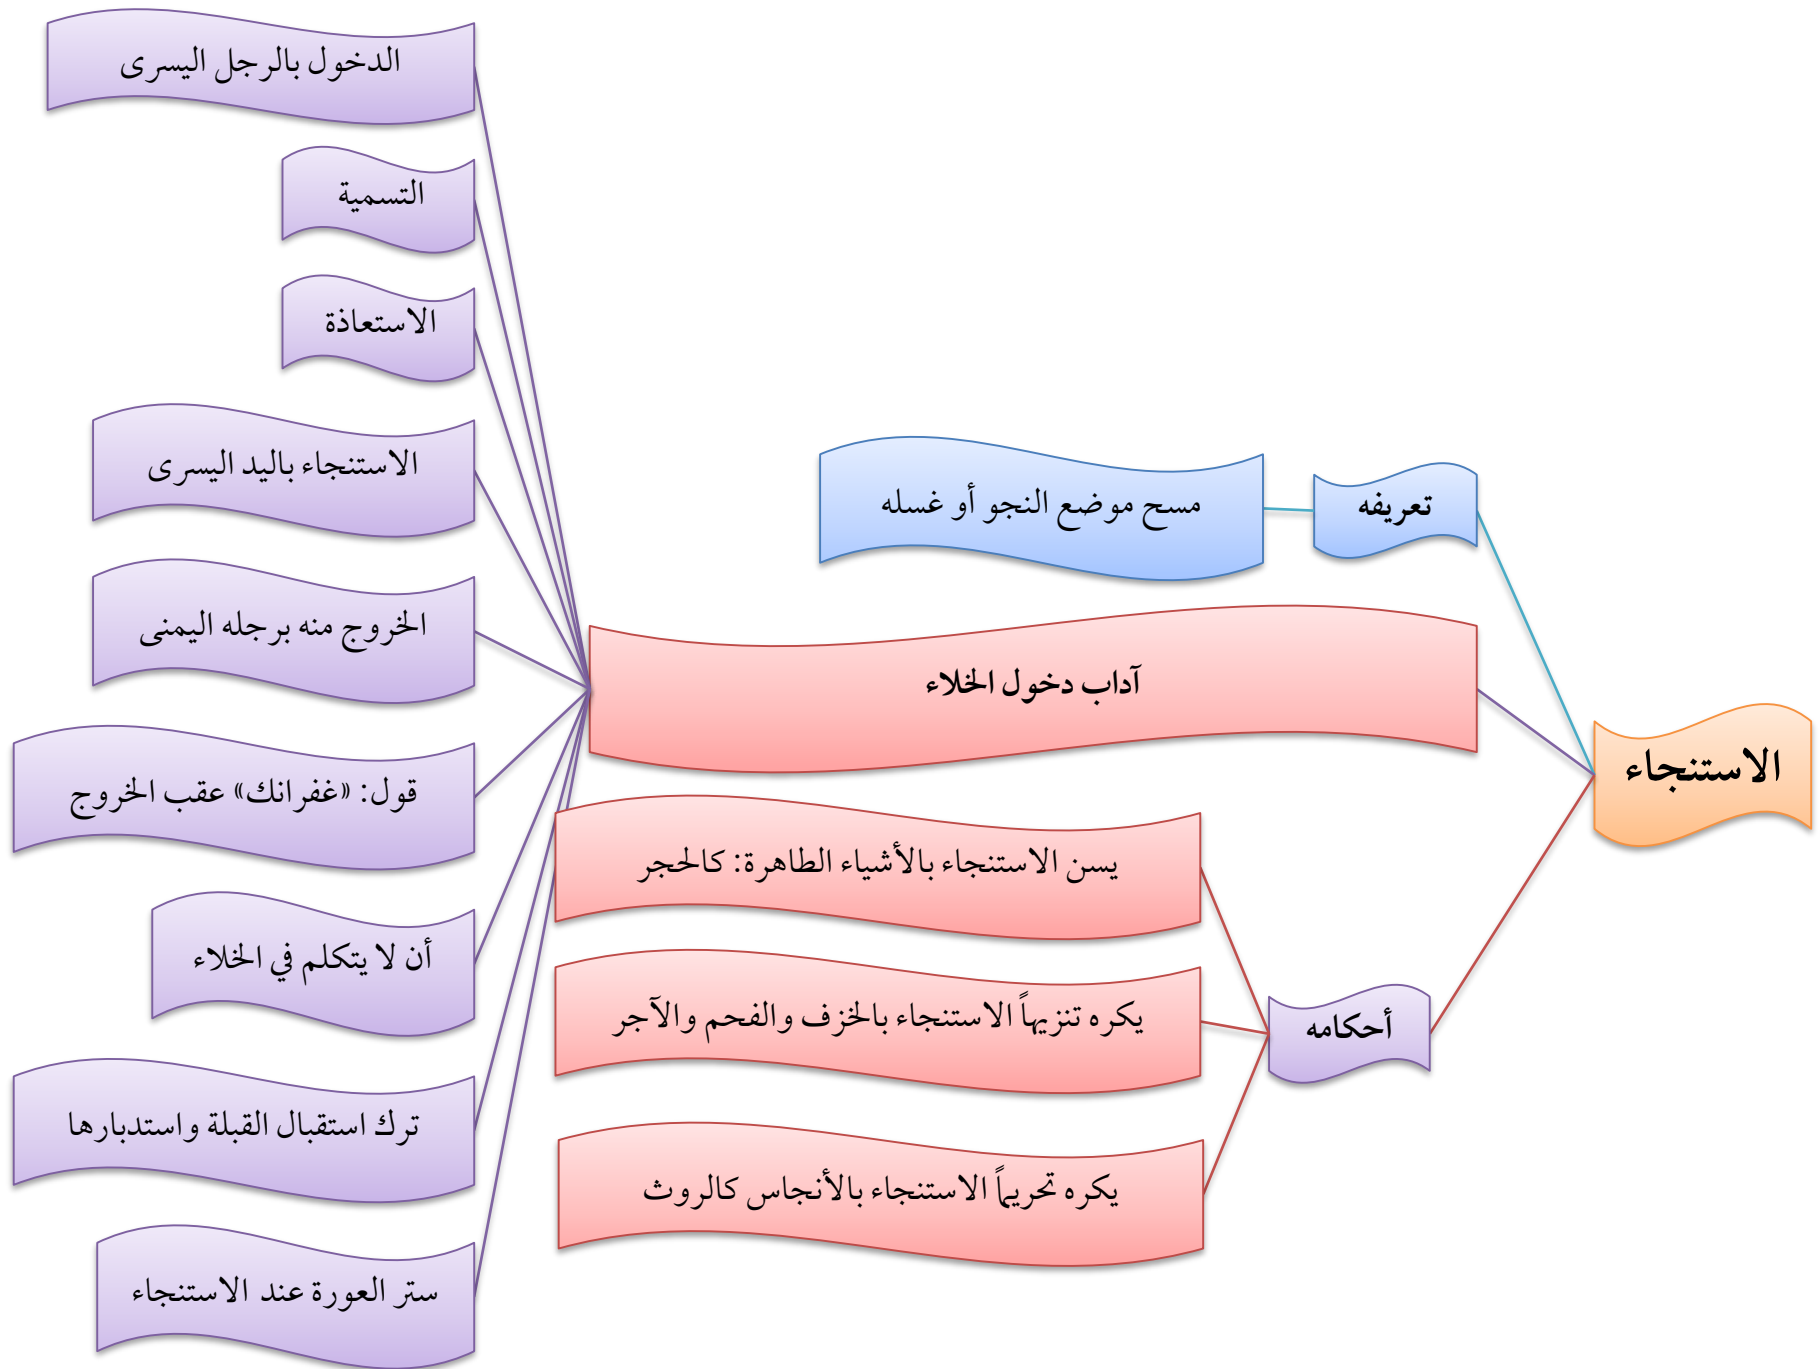 الاستنجاء
تعريفه
مسح موضع النجو أو غسله
آداب دخول الخلاء
الدخول بالرجل اليسرى
التسمية
الاستعاذة
الاستنجاء باليد اليسرى
الخروج منه برجله اليمنى
قول: «غفرانك» عقب الخروج
أن لا يتكلم في الخلاء
ترك استقبال القبلة واستدبارها
ستر العورة عند الاستنجاء
أحكامه
يسن الاستنجاء بالأشياء الطاهرة: كالحجر
يكره تنزيهاً الاستنجاء بالخزف والفحم والآجر
يكره تحريماً الاستنجاء بالأنجاس كالروث